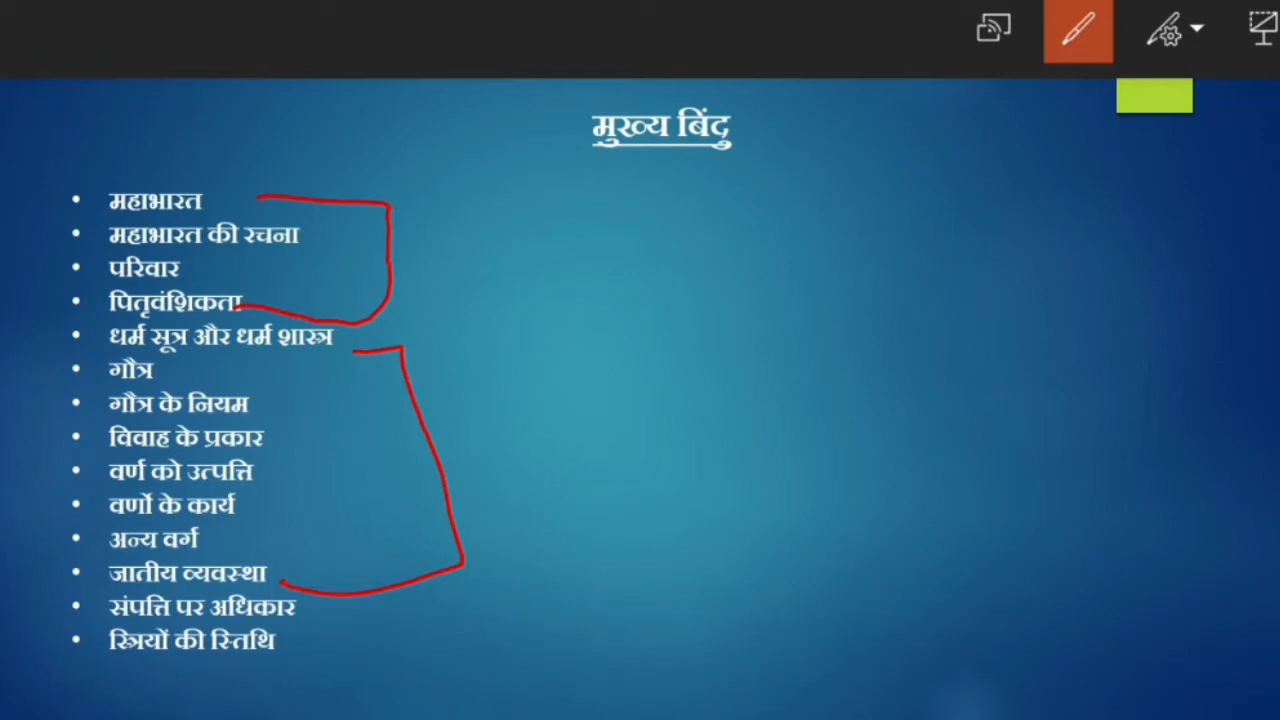 मुख्य बिंदु
• महाभारत
• महाभारत की रचना
• परिवार
• पितृवंशिकता
• धर्म सूत्र और धर्म शास्त्र
• गौत्र
• गौत्र के नियम
• विवाह के प्रकार
• वर्ण को उत्पत्ति
• वर्णो के कार्य
• अन्य वर्ग
• जातीय व्यवस्था
• संपत्ति पर अधिकार
• स्त्रियों की स्तिथि